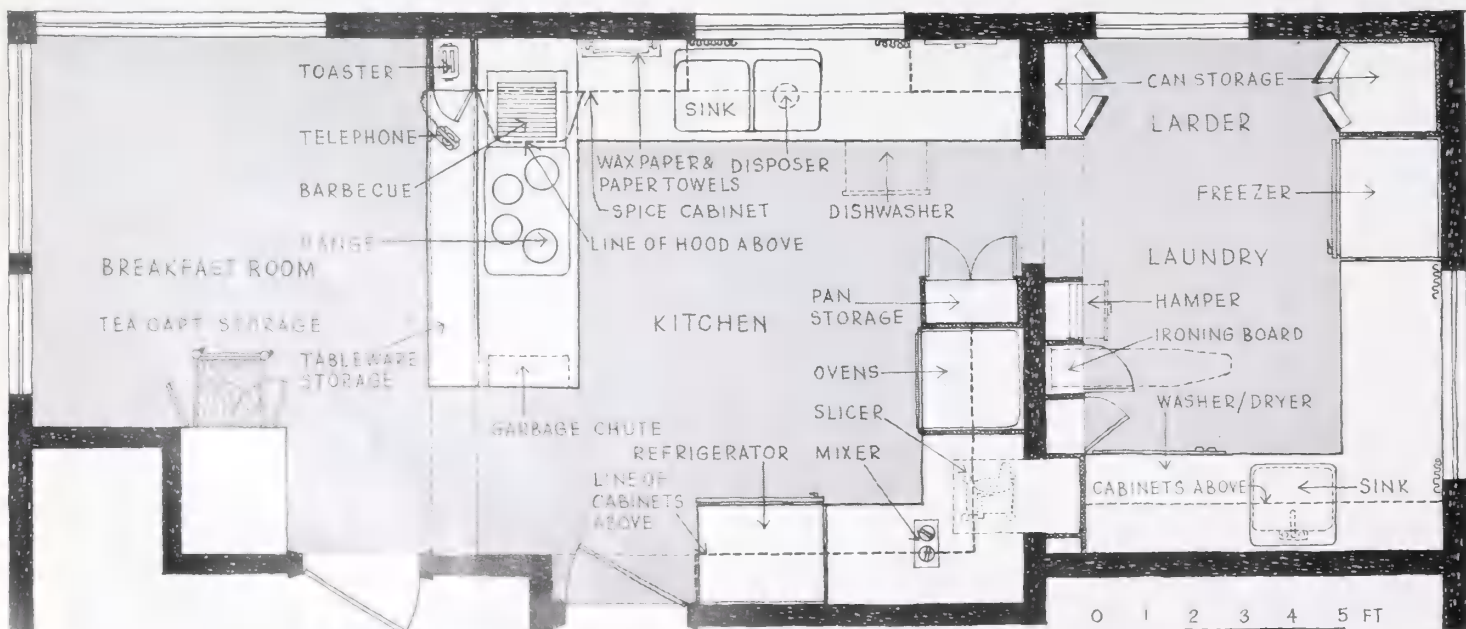 TOASTER
TELEPHONE
BARBECUE
RANGE
BREAKFAST ROOM
TEA CART STORAGE
TABLEWARE
STORAGE
SINK
WAX PAPER &
PAPER TOWELS
DISPOSER
SPICE CABINET
DISHWASHER
LINE OF HOOD ABOVE
KITCHEN
PAN
STORAGE
OVENS
SLICER
GARBAGE CHUTE
REFRIGERATOR
MIXER
LINE OF
CABINETS
ABOVE
CAN STORAGE
LARDER
FREEZER
LAUNDRY
HAMPER
IRONING BOARD
WASHER/DRYER
CABINETS ABOVE
SINK
0 1 2 3 4 5 FT